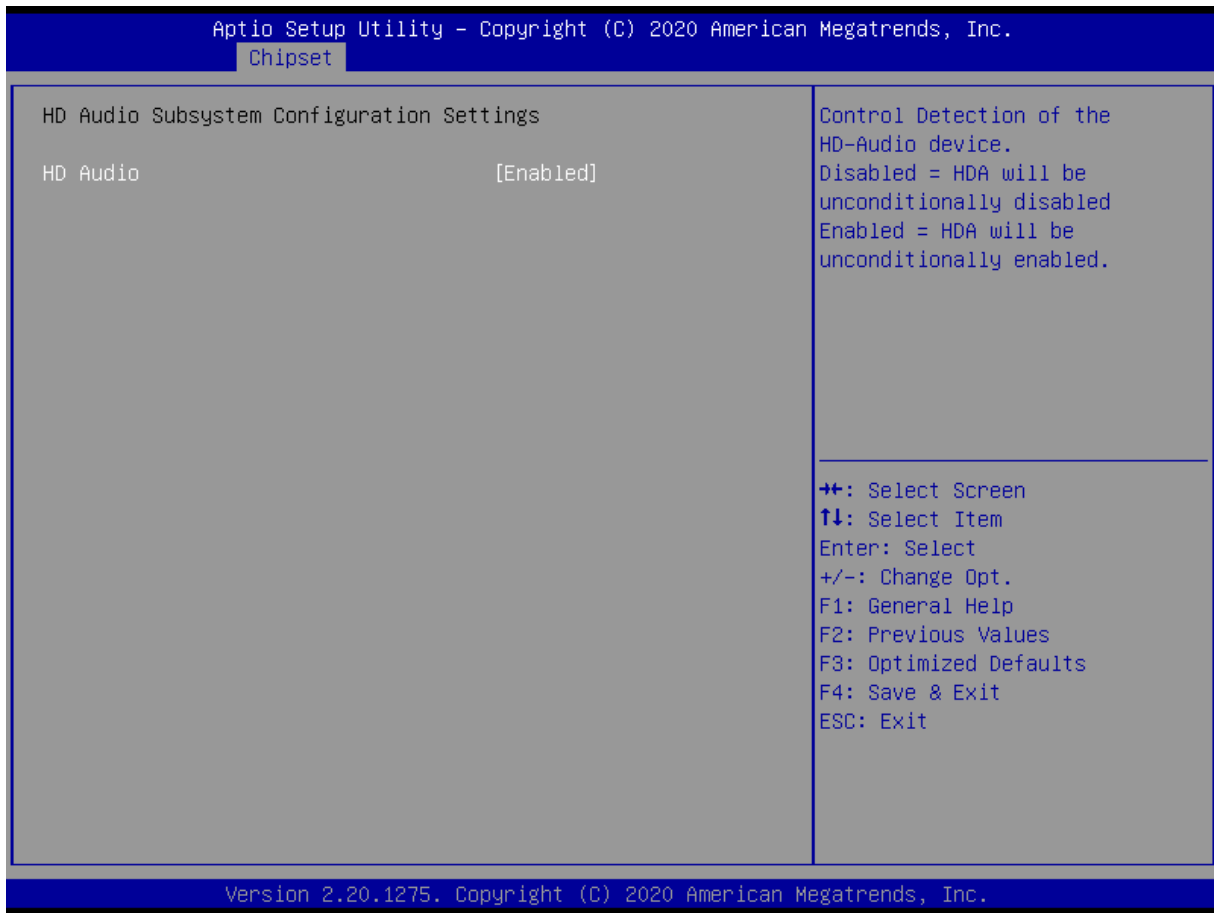 Aptio Setup Utility – Copyright (C) 2020 American Megatrends, Inc.
Chipset
HD Audio Subsystem Configuration Settings
HD Audio [Enabled]
Control Detection of the
HD-Audio device.
Disabled = HDA will be
unconditionally disabled
Enabled = HDA will be
unconditionally enabled.
→←: Select Screen
↑↓: Select Item
Enter: Select
+/-: Change Opt.
F1: General Help
F2: Previous Values
F3: Optimized Defaults
F4: Save & Exit
ESC: Exit
Version 2.20.1275. Copyright (C) 2020 American Megatrends, Inc.